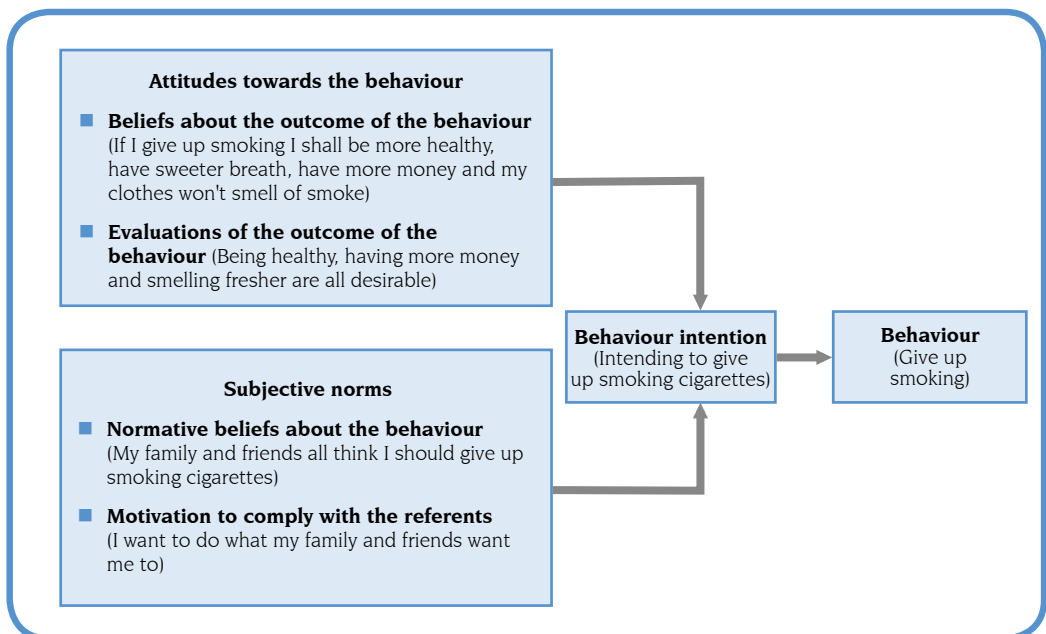 Attitudes towards the behaviour
Beliefs about the outcome of the behaviour
(If I give up smoking I shall be more healthy,
have sweeter breath, have more money and my
clothes won't smell of smoke)
Evaluations of the outcome of the
behaviour (Being healthy, having more money
and smelling fresher are all desirable)
Subjective norms
Normative beliefs about the behaviour
(My family and friends all think I should give up
smoking cigarettes)
Motivation to comply with the referents
(I want to do what my family and friends want
me to)
Behaviour intention
(Intending to give
up smoking cigarettes)
Behaviour
(Give up
smoking)